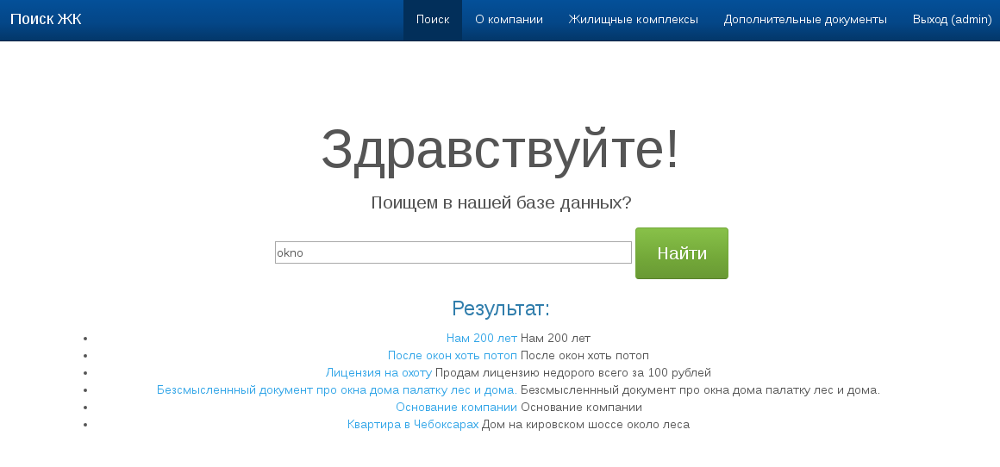 Поиск ЖК Поиск О компании Жилищные комплексы Дополнительные документы Выход (admin)
Здравствуйте!
Поищем в нашей базе данных?
okno Найти
Результат:
Нам 200 лет Нам 200 лет
После окон хоть потоп После окон хоть потоп
Лицензия на охоту Продам лицензию недорого всего за 100 рублей
Безсмысленнный документ про окна дома палатку лес и дома. Безсмысленнный документ про окна дома палатку лес и дома.
Основание компании Основание компании
Квартира в Чебоксарах Дом на кировском шоссе около леса